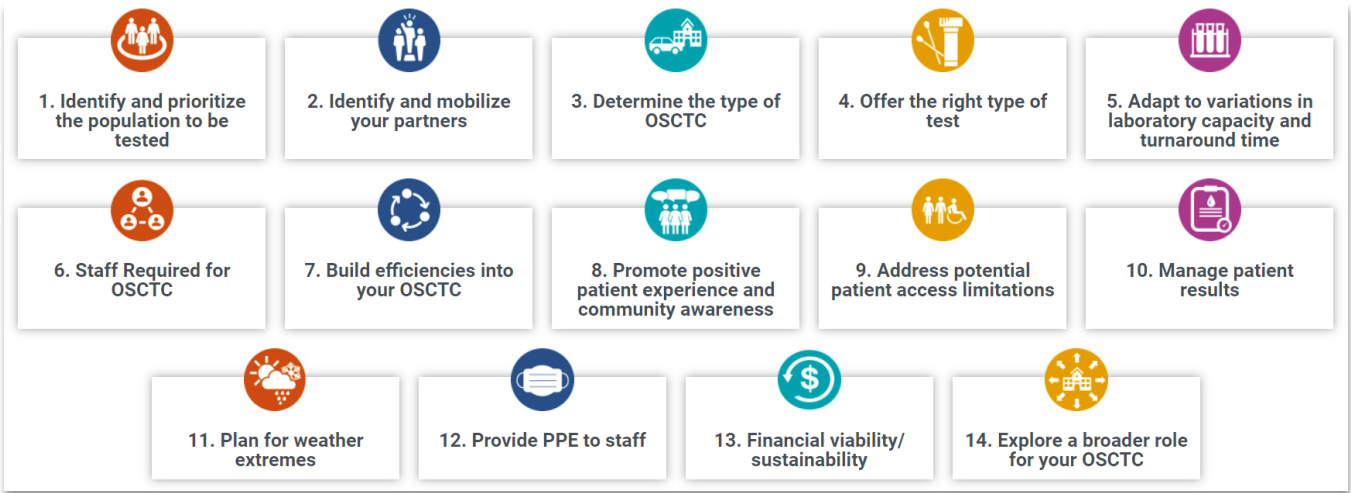 1. Identify and prioritize
the population to be
tested
2. Identify and mobilize
your partners
3. Determine the type of
OSCTC
4. Offer the right type of
test
5. Adapt to variations in
laboratory capacity and
turnaround time
6. Staff Required for
OSCTC
7. Build efficiencies into
your OSCTC
8. Promote positive
patient experience and
community awareness
9. Address potential
patient access limitations
10. Manage patient
results
11. Plan for weather
extremes
12. Provide PPE to staff
$
13. Financial viability/
sustainability
14. Explore a broader role
for your OSCTC